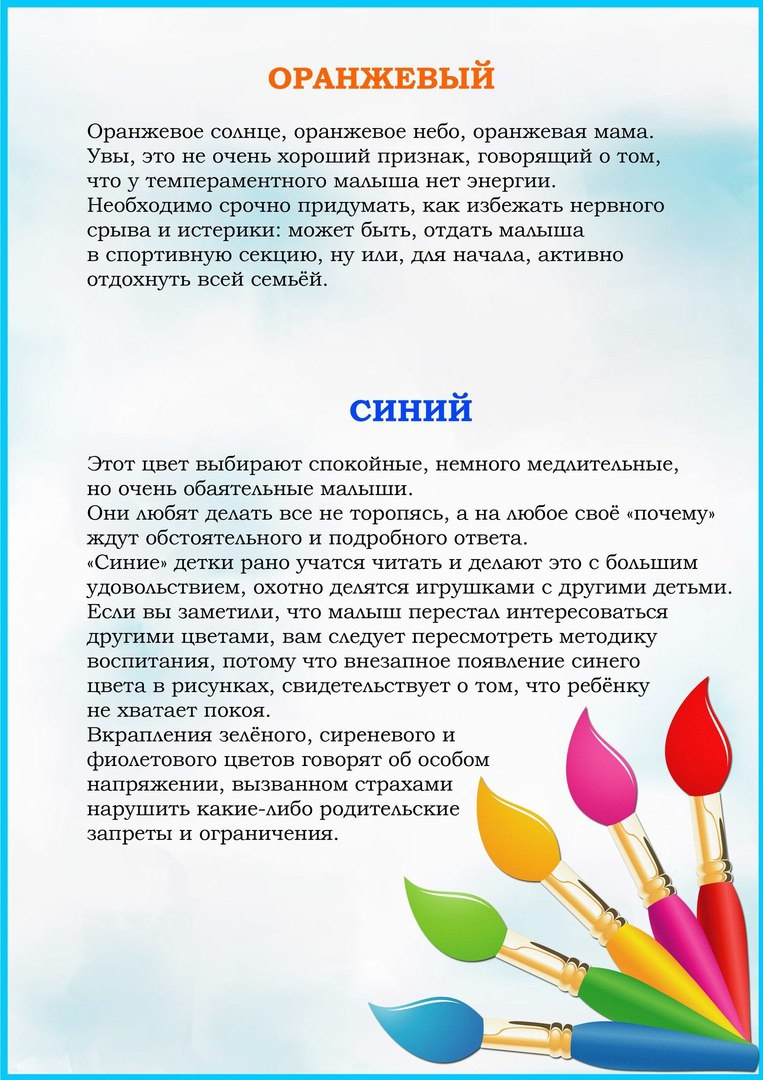 ОРАНЖЕВЫЙ
Оранжевое солнце, оранжевое небо, оранжевая мама.
Увы, это не очень хороший признак, говорящий о том,
что у темпераментного малыша нет энергии.
Необходимо срочно придумать, как избежать нервного
срыва и истерики: может быть, отдать малыша
в спортивную секцию, ну или, для начала, активно
отдохнуть всей семьёй.
СИНИЙ
Этот цвет выбирают спокойные, немного медлительные,
но очень обаятельные малыши.
Они любят делать все не торопясь, а на любое своё «почему»
ждут обстоятельного и подробного ответа.
«Синие» детки рано учатся читать и делают это с большим
удовольствием, охотно делятся игрушками с другими детьми.
Если вы заметили, что малыш перестал интересоваться
другими цветами, вам следует пересмотреть методику
воспитания, потому что внезапное появление синего
цвета в рисунках, свидетельствует о том, что ребёнку
не хватает покоя.
Вкрапления зелёного, сиреневого и
фиолетового цветов говорят об особом
напряжении, вызванном страхами
нарушить какие-либо родительские
запреты и ограничения.